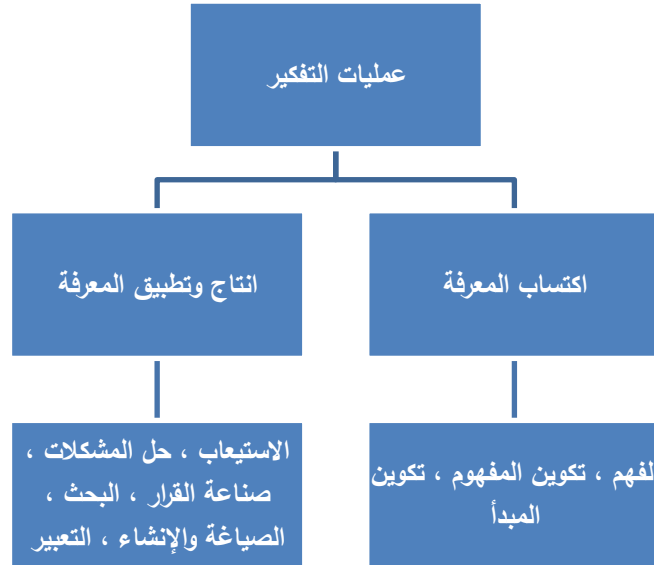 عمليات التفكير
اكتساب المعرفة
انتاج وتطبيق المعرفة
لفهم ، تكوين المفهوم ، تكوين
المبدأ
الاستيعاب ، حل المشكلات ،
صناعة القرار ، البحث ،
الصياغة والإنشاء ، التعبير